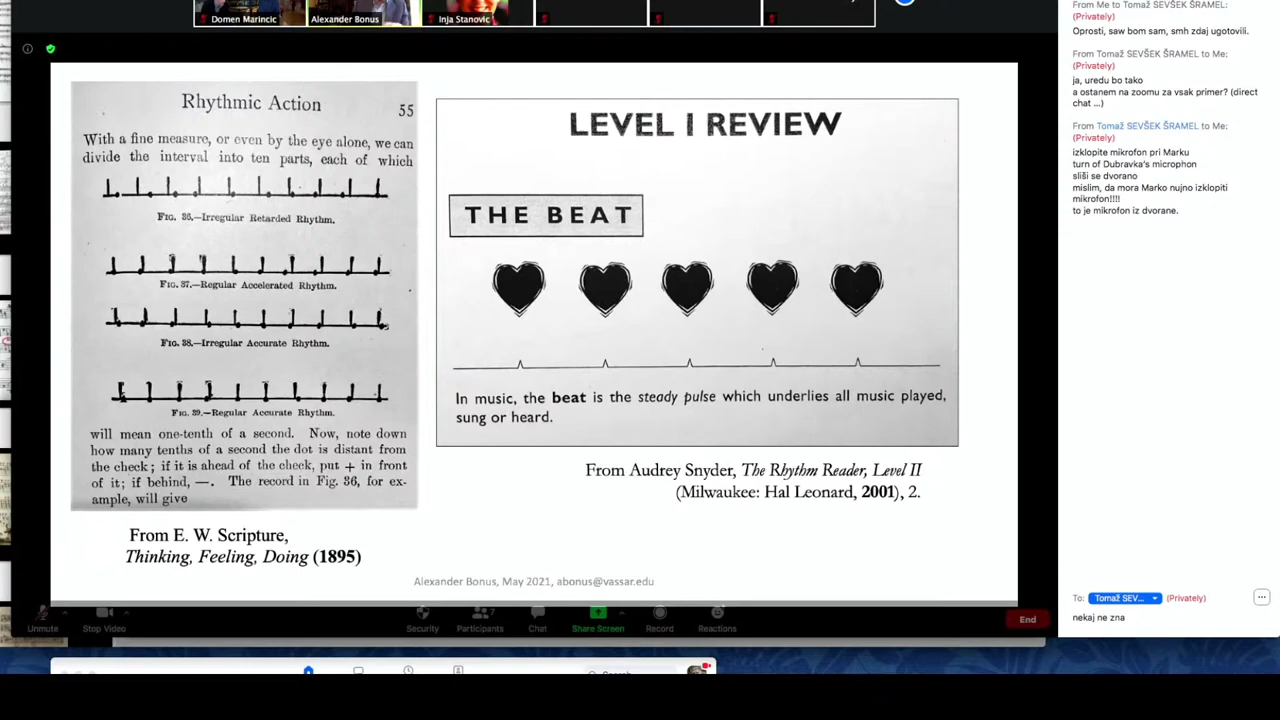 Domen Marincic
Alexander Bonus
Inja Stanovic
Rhythmic Action 55
With a fine measure, or even by the eye alone, we can
divide the interval into ten parts, each of which
FIG. 36.—Irregular Retarded Rhythm.
FIG. 37.—Regular Accelerated Rhythm.
FIG. 38.—Irregular Accurate Rhythm.
FIG. 39.—Regular Accurate Rhythm.
will mean one-tenth of a second. Now, note down
how many tenths of a second the dot is distant from
the check; if it is ahead of the check, put + in front
of it; if behind, —. The record in Fig. 36, for ex-
ample, will give
From E. W. Scripture,
Thinking, Feeling, Doing (1895)
LEVEL I REVIEW
THE BEAT
In music, the beat is the steady pulse which underlies all music played,
sung or heard.
From Audrey Snyder, The Rhythm Reader, Level II
(Milwaukee: Hal Leonard, 2001), 2.
Alexander Bonus, May 2021, abonus@vassar.edu
Unmute
Stop Video
Security
7
Participants
Chat
Share Screen
Record
Reactions
End
From Me to Tomaž SEVŠEK ŠRAMEL:
(Privately)
Oprosti, saw bom sam, smh zdaj ugotovili.
From Tomaž SEVŠEK ŠRAMEL to Me:
(Privately)
ja, uredu bo tako
a ostanem na zoomu za vsak primer? (direct
chat ...)
From Tomaž SEVŠEK ŠRAMEL to Me:
(Privately)
izklopite mikrofon pri Marku
turn of Dubravka's microphon
sliši se dvorano
mislim, da mora Marko nujno izklopiti
mikrofon!!!!
to je mikrofon iz dvorane.
To: Tomaž SEV... (Privately)
nekaj ne zna